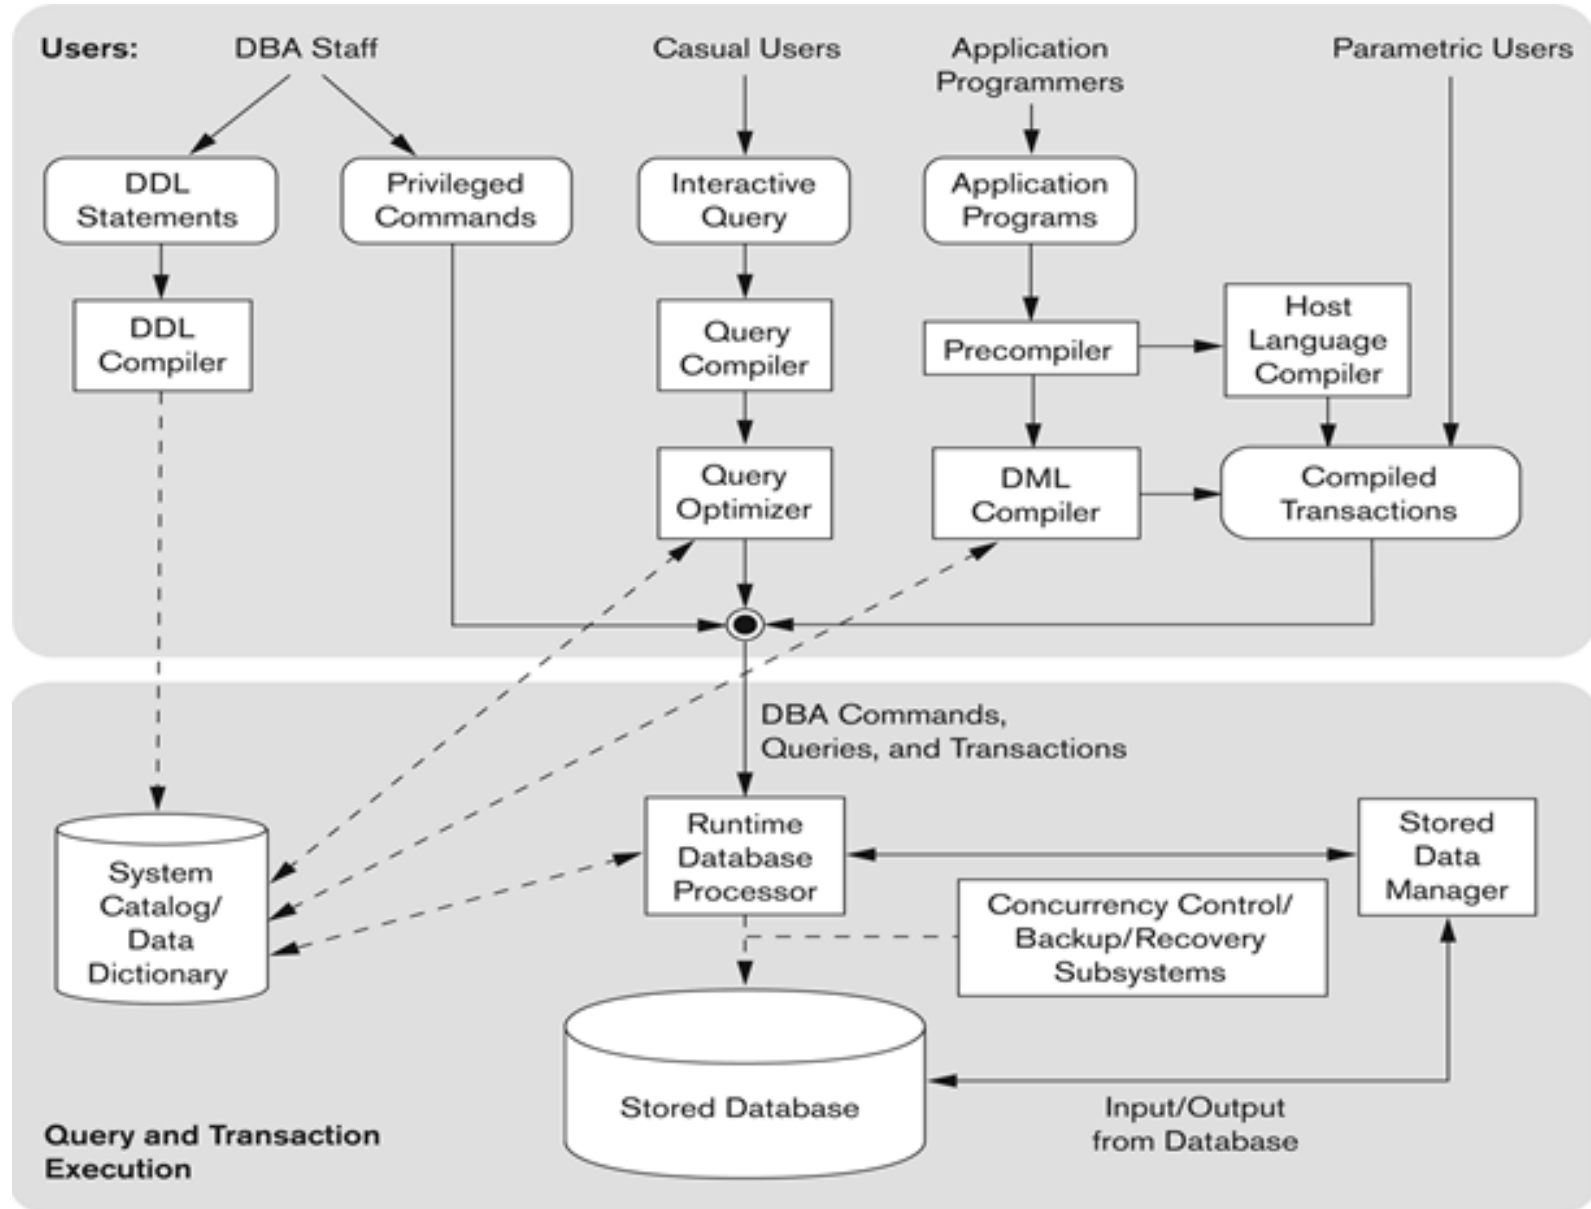 Users:
DBA Staff
Casual Users
Application
Programmers
Parametric Users
DDL
Statements
Privileged
Commands
Interactive
Query
Application
Programs
DDL
Compiler
Query
Compiler
Precompiler
Host
Language
Compiler
Query
Optimizer
DML
Compiler
Compiled
Transactions
DBA Commands,
Queries, and Transactions
System
Catalog/
Data
Dictionary
Runtime
Database
Processor
Stored
Data
Manager
Concurrency Control/
Backup/Recovery
Subsystems
Stored Database
Input/Output
from Database
Query and Transaction
Execution